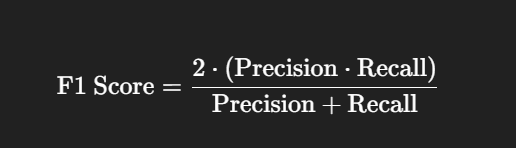 F1 Score = 2 · (Precision · Recall) / Precision + Recall